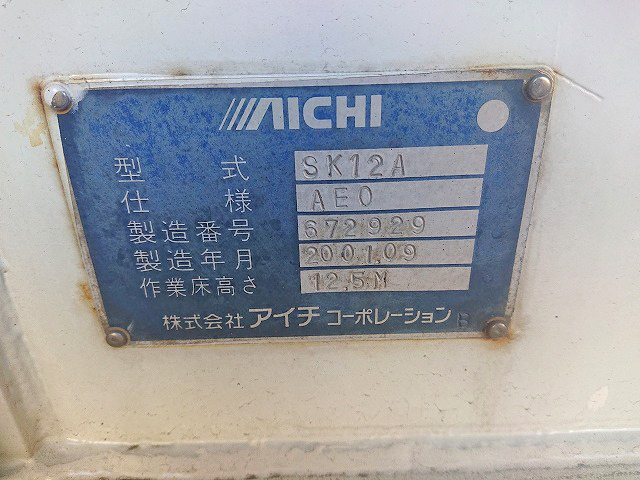 AICHI
型式 SK12A
仕様 AE0
製造番号 672929
製造年月 2001.09
作業床高さ 12.5M
株式会社 アイチ コーポレーション B